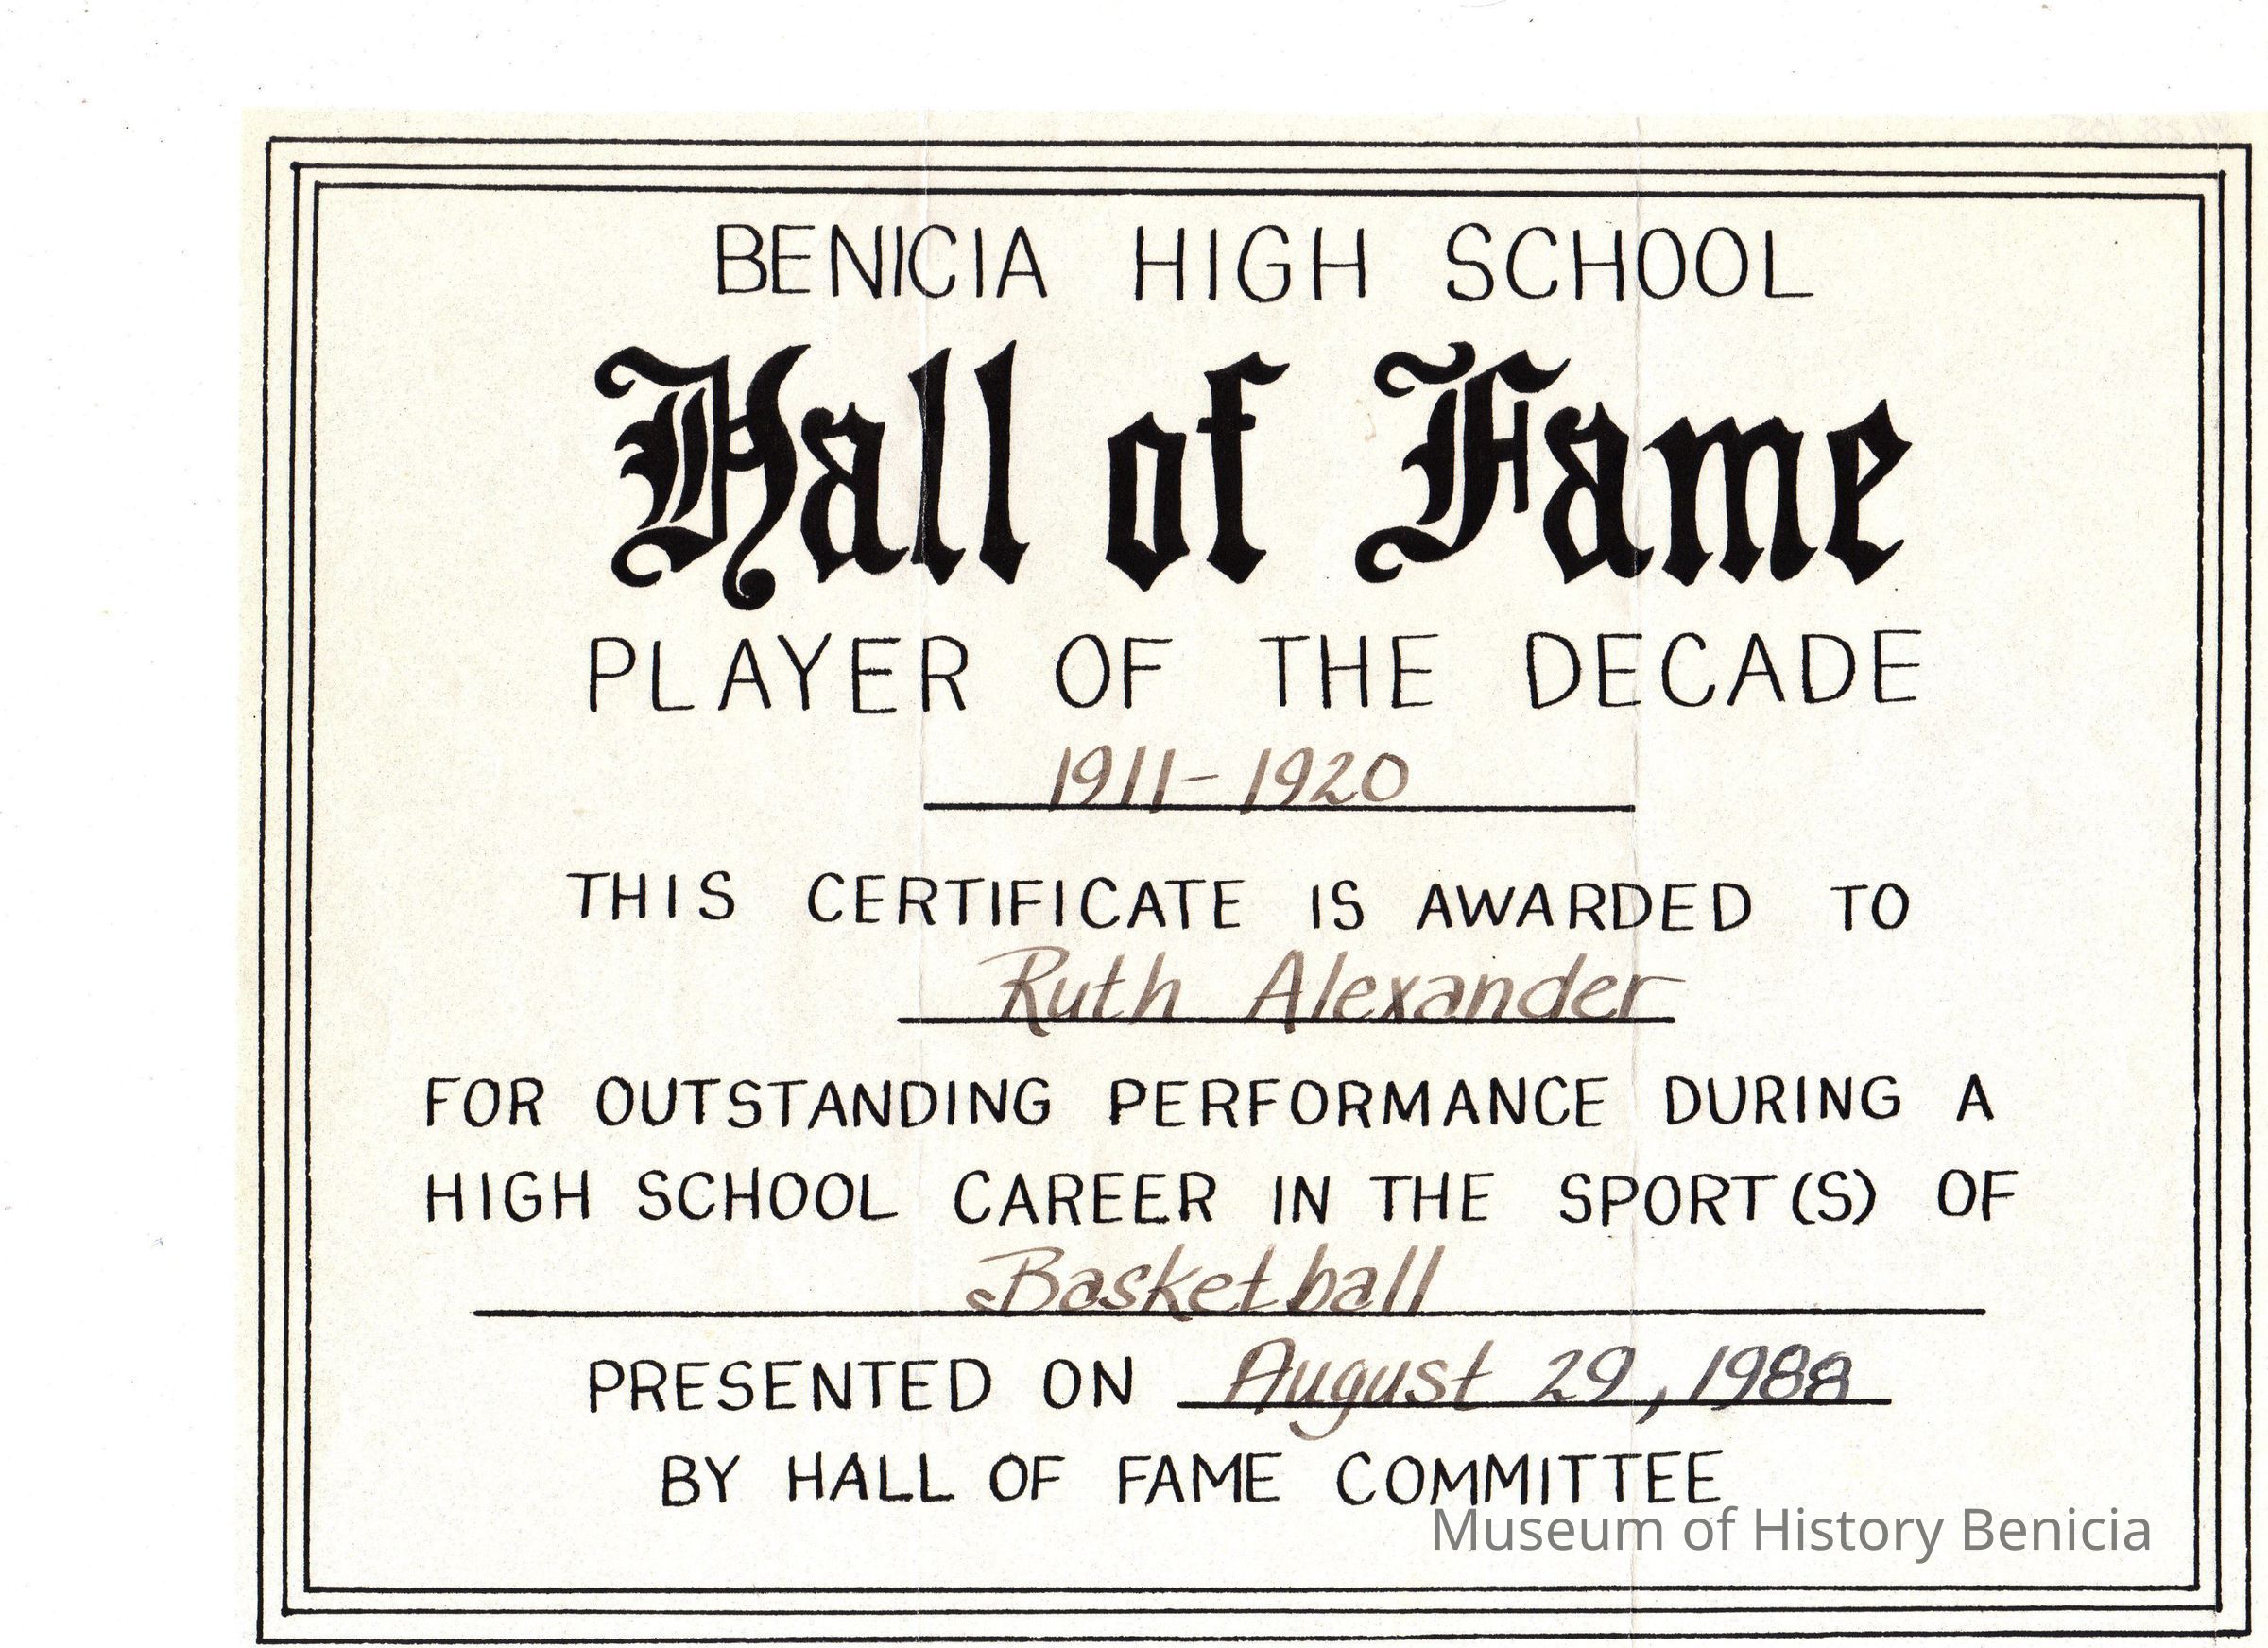 BENICIA HIGH SCHOOL
Hall of Fame
PLAYER OF THE DECADE
1911-1920
THIS CERTIFICATE IS AWARDED TO
Ruth Alexander
FOR OUTSTANDING PERFORMANCE DURING A
HIGH SCHOOL CAREER IN THE SPORT(S) OF
Basketball
PRESENTED ON August 29, 1988
BY HALL OF FAME COMMITTEE
Museum of History Benicia